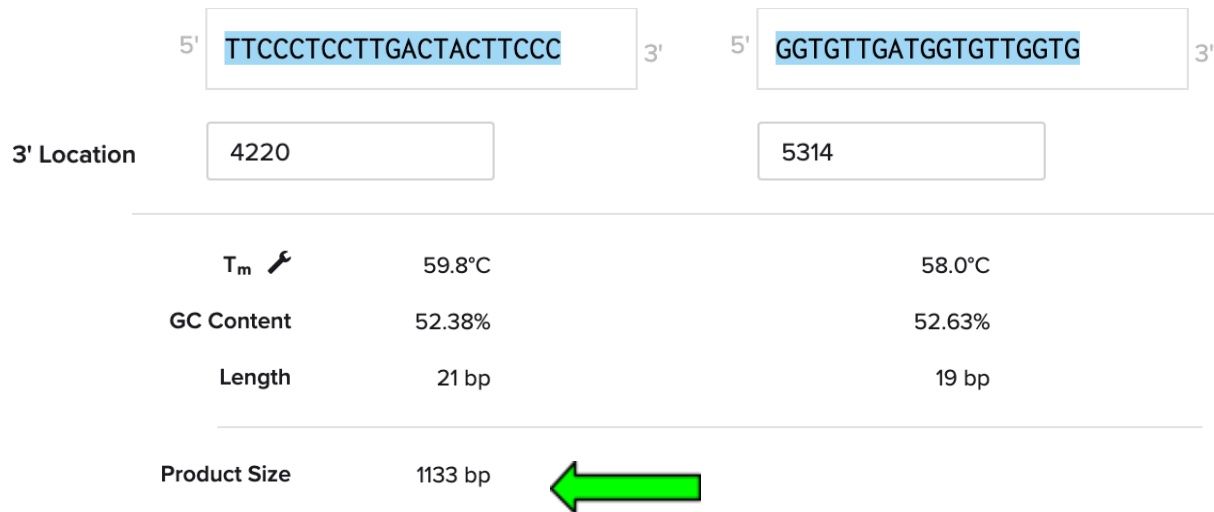 5' TTCCCTCCTTGACTACTTCCC 3' 5' GGTGTTGATGGTGTTGGTG 3'
3' Location 4220 5314
Tm 59.8°C 58.0°C
GC Content 52.38% 52.63%
Length 21 bp 19 bp
Product Size 1133 bp